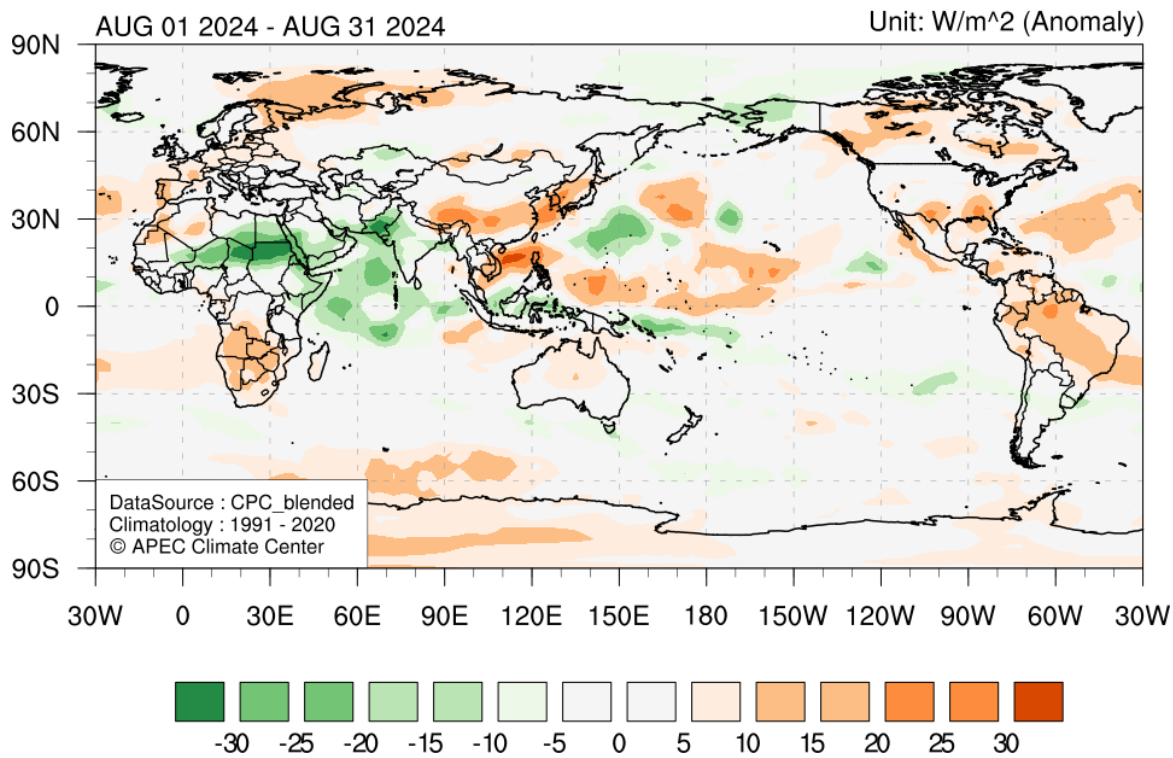 AUG 01 2024 - AUG 31 2024
Unit: W/m^2 (Anomaly)
90N
60N
30N
0
30S
60S
90S
DataSource : CPC_blended
Climatology : 1991 - 2020
© APEC Climate Center
30W 0 30E 60E 90E 120E 150E 180 150W 120W 90W 60W 30W
-30 -25 -20 -15 -10 -5 0 5 10 15 20 25 30